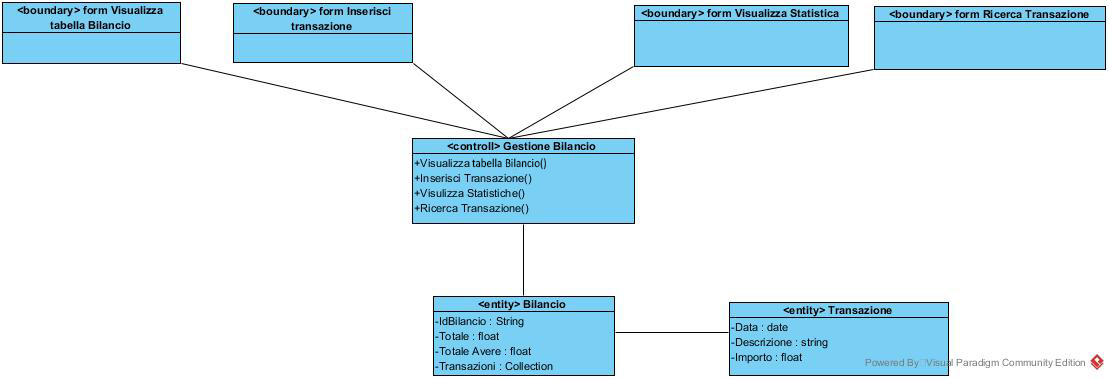 <boundary> form Visualizza
tabella Bilancio
<boundary> form Inserisci
transazione
<boundary> form Visualizza Statistica
<boundary> form Ricerca Transazione
<controll> Gestione Bilancio
+Visualizza tabella Bilancio()
+Inserisci Transazione()
+Visulizza Statistiche()
+Ricerca Transazione()
<entity> Bilancio
-IdBilancio : String
-Totale : float
-Totale Avere : float
-Transazioni : Collection
<entity> Transazione
-Data : date
-Descrizione : string
-Importo : float
Powered By Visual Paradigm Community Edition